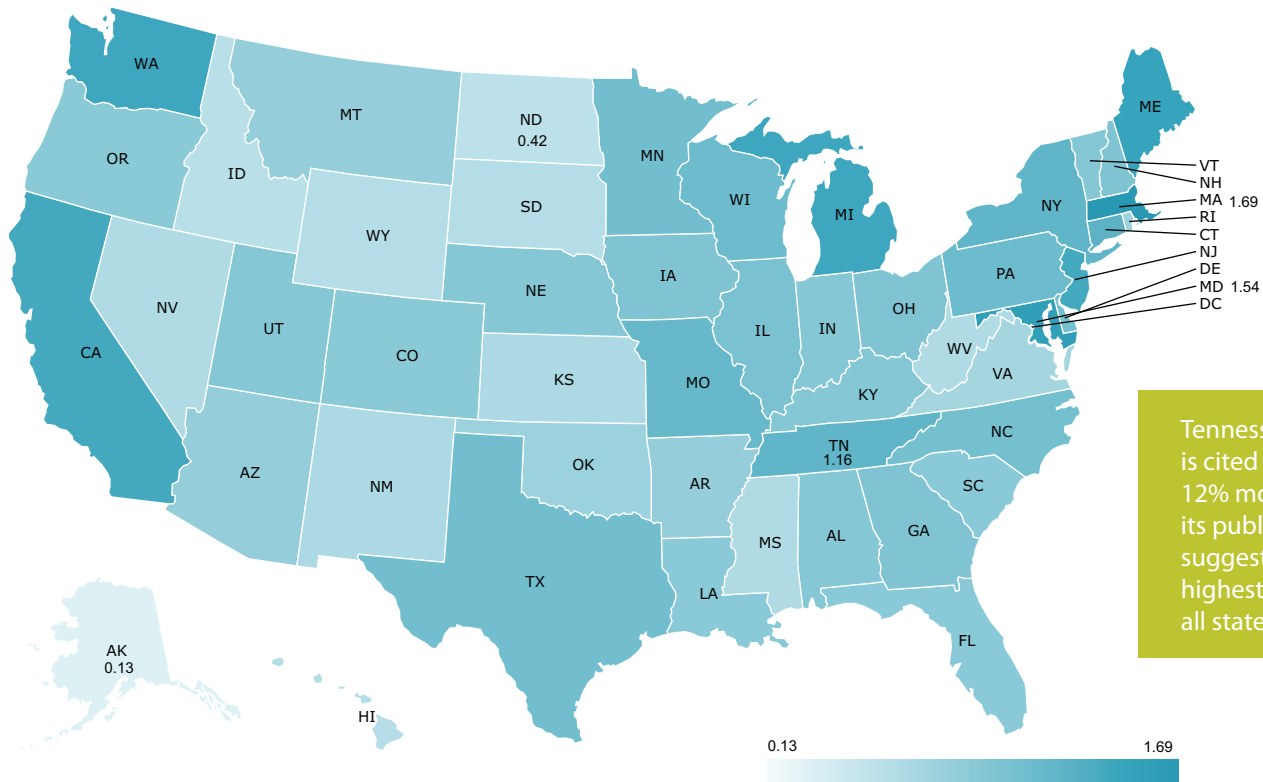 WA
MT
ND
0.42
MN
ME
OR
ID
SD
WI
MI
NY
VT
NH
MA 1.69
RI
CT
NJ
DE
MD 1.54
DC
WY
IA
PA
NV
UT
NE
IL
IN
OH
CA
CO
KS
MO
WV
VA
KY
AZ
NM
OK
AR
TN
1.16
NC
SC
MS
AL
GA
TX
LA
FL
AK
0.13
HI
is cited
12% mo
its publ
suggest
highest
all state
Tenness
0.13 1.69